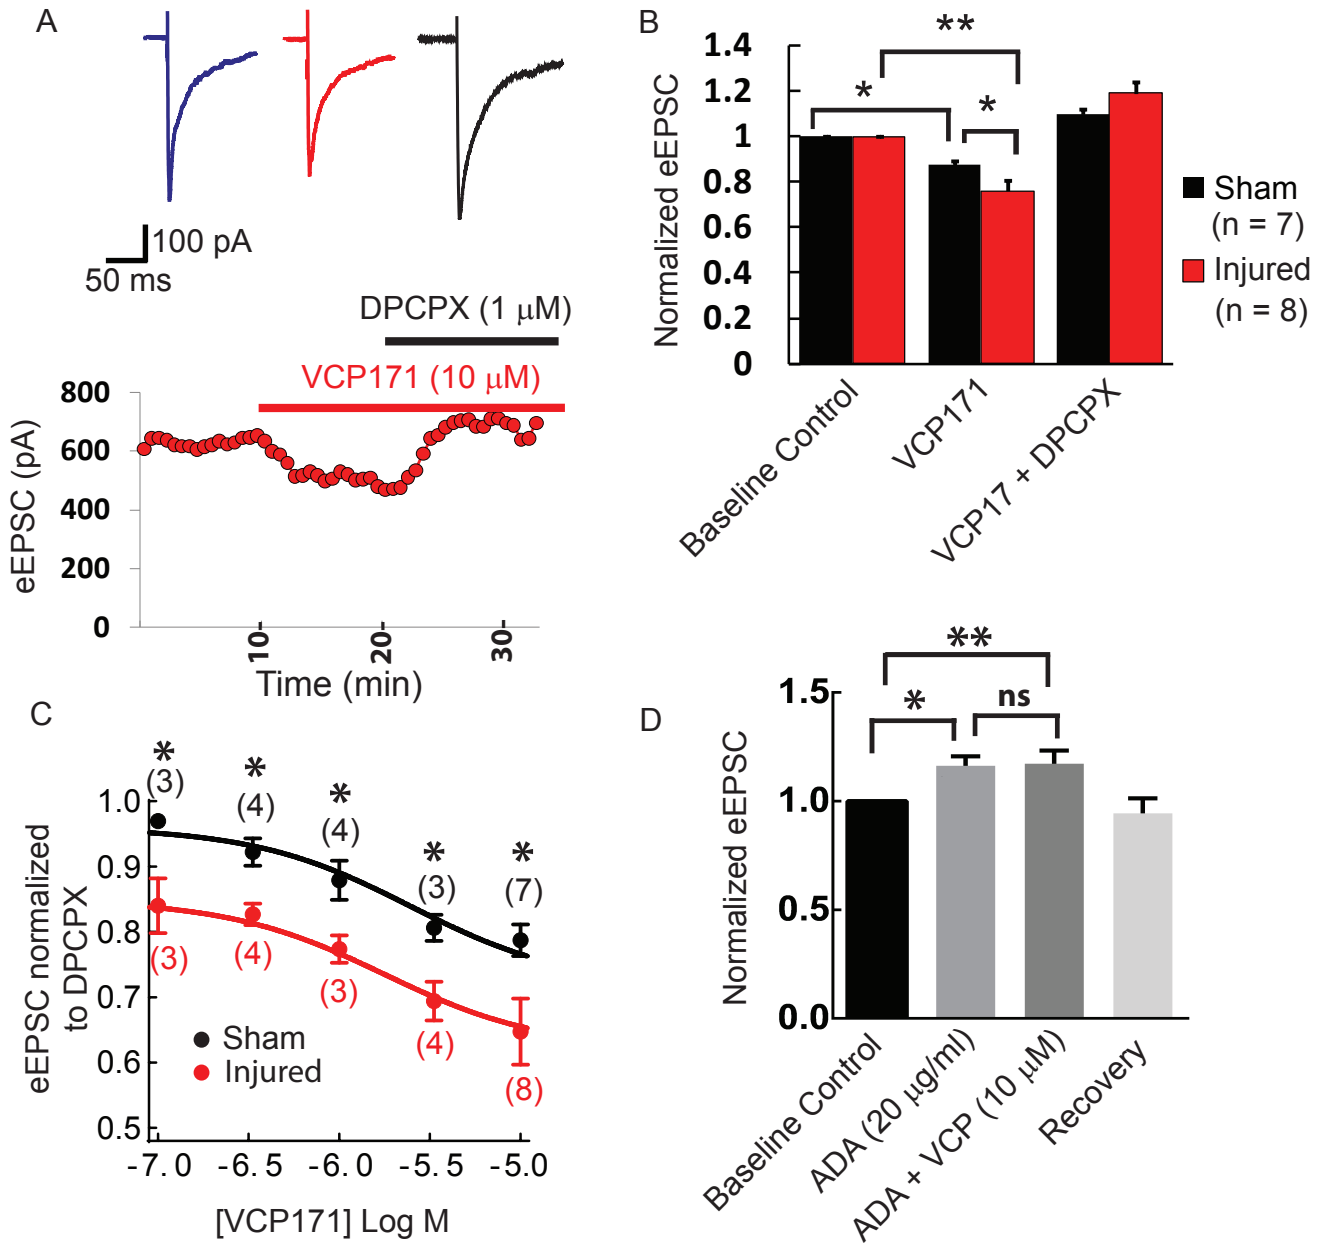 A
100 pA
50 ms
DPCPX (1 μM)
VCP171 (10 μM)
eEPSC (pA)
800
600
400
200
0
10
20
30
Time (min)
B
Normalized eEPSC
1.4
1.2
1
0.8
0.6
0.4
0.2
0
**
*
*
Sham
(n = 7)
Injured
(n = 8)
Baseline Control
VCP171
VCP17 + DPCPX
C
eEPSC normalized
to DPCPX
1.0
0.9
0.8
0.7
0.6
0.5
*
(3)
*
(4)
*
(4)
*
(3)
*
(7)
(3)
(4)
(3)
(4)
(8)
Sham
Injured
-7.0
-6.5
-6.0
-5.5
-5.0
[VCP171] Log M
D
Normalized eEPSC
1.5
1.0
0.5
0.0
**
*
ns
Baseline Control
ADA (20 μg/ml)
ADA + VCP (10 μM)
Recovery